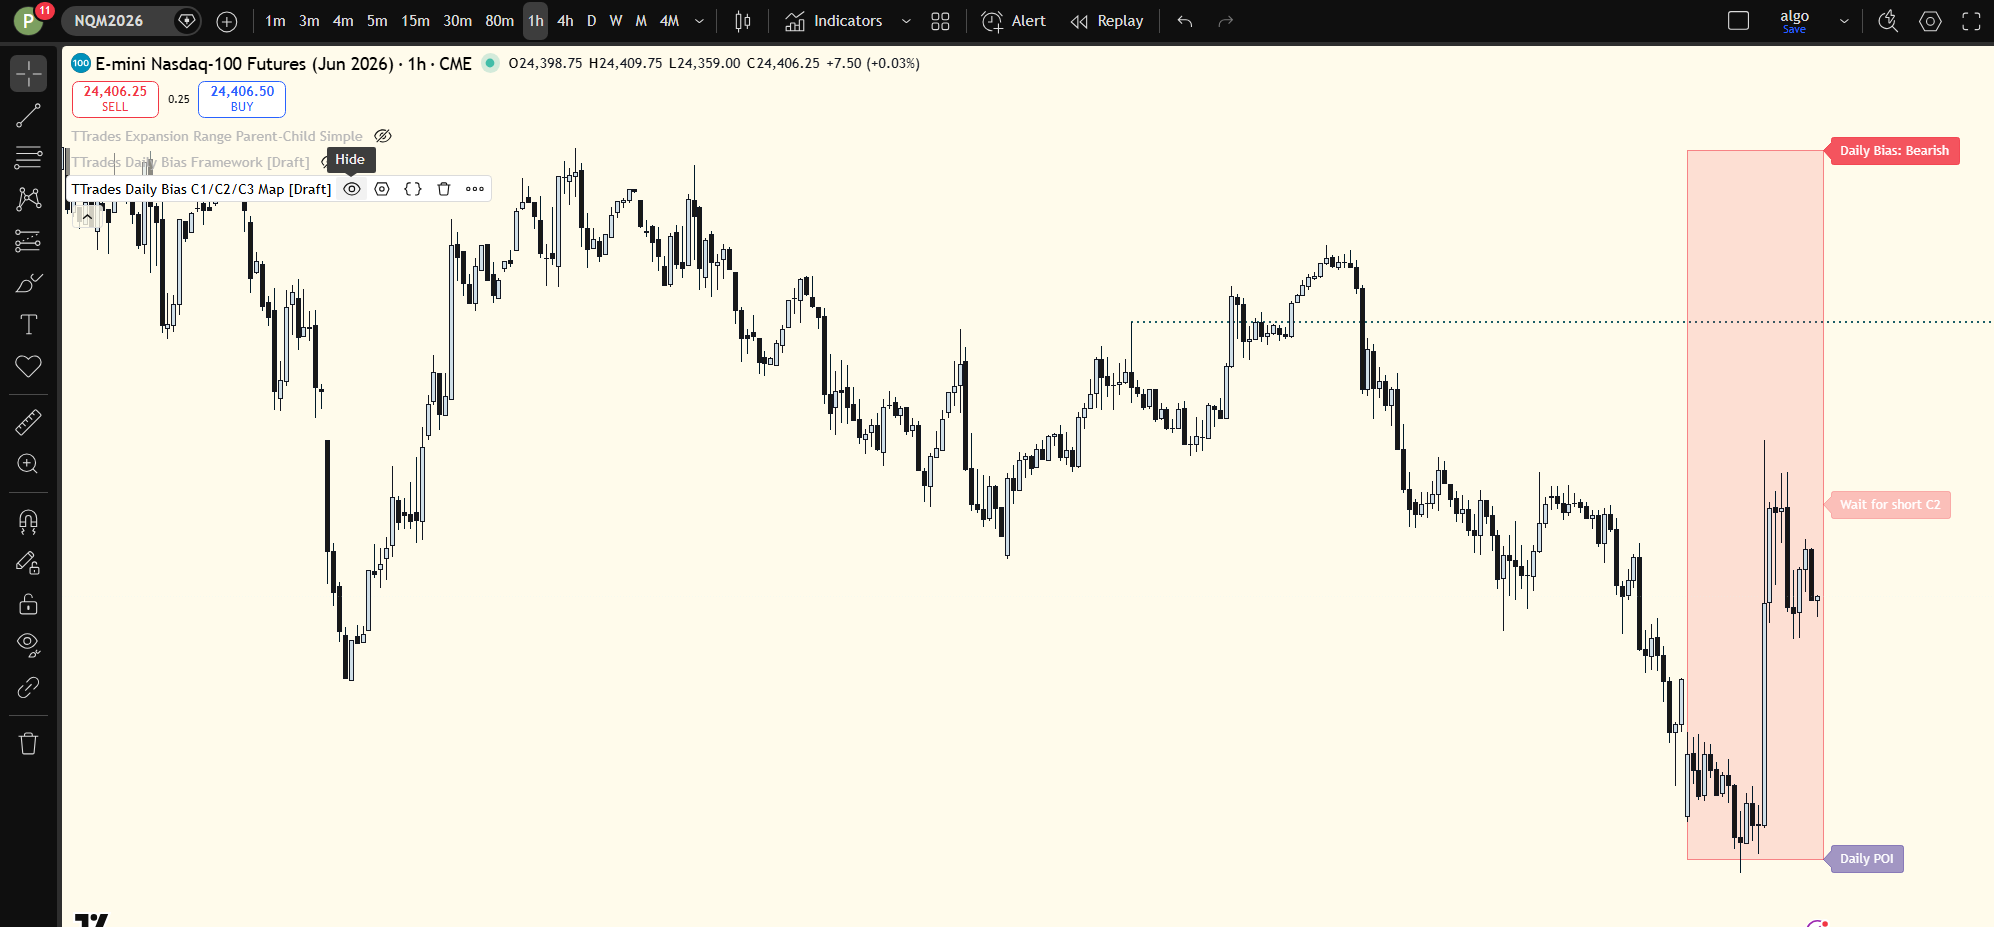 P
11
NQM2026
1m 3m 4m 5m 15m 30m 80m 1h 4h D W M 4M
Indicators
Alert
Replay
algo
Save
100
E-mini Nasdaq-100 Futures (Jun 2026) · 1h · CME
O24,398.75 H24,409.75 L24,359.00 C24,406.25 +7.50 (+0.03%)
24,406.25
SELL
0.25
24,406.50
BUY
TTrades Expansion Range Parent-Child Simple
TTrades Daily Bias Framework [Draft]
Hide
TTrades Daily Bias C1/C2/C3 Map [Draft]
Daily Bias: Bearish
Wait for short C2
Daily POI